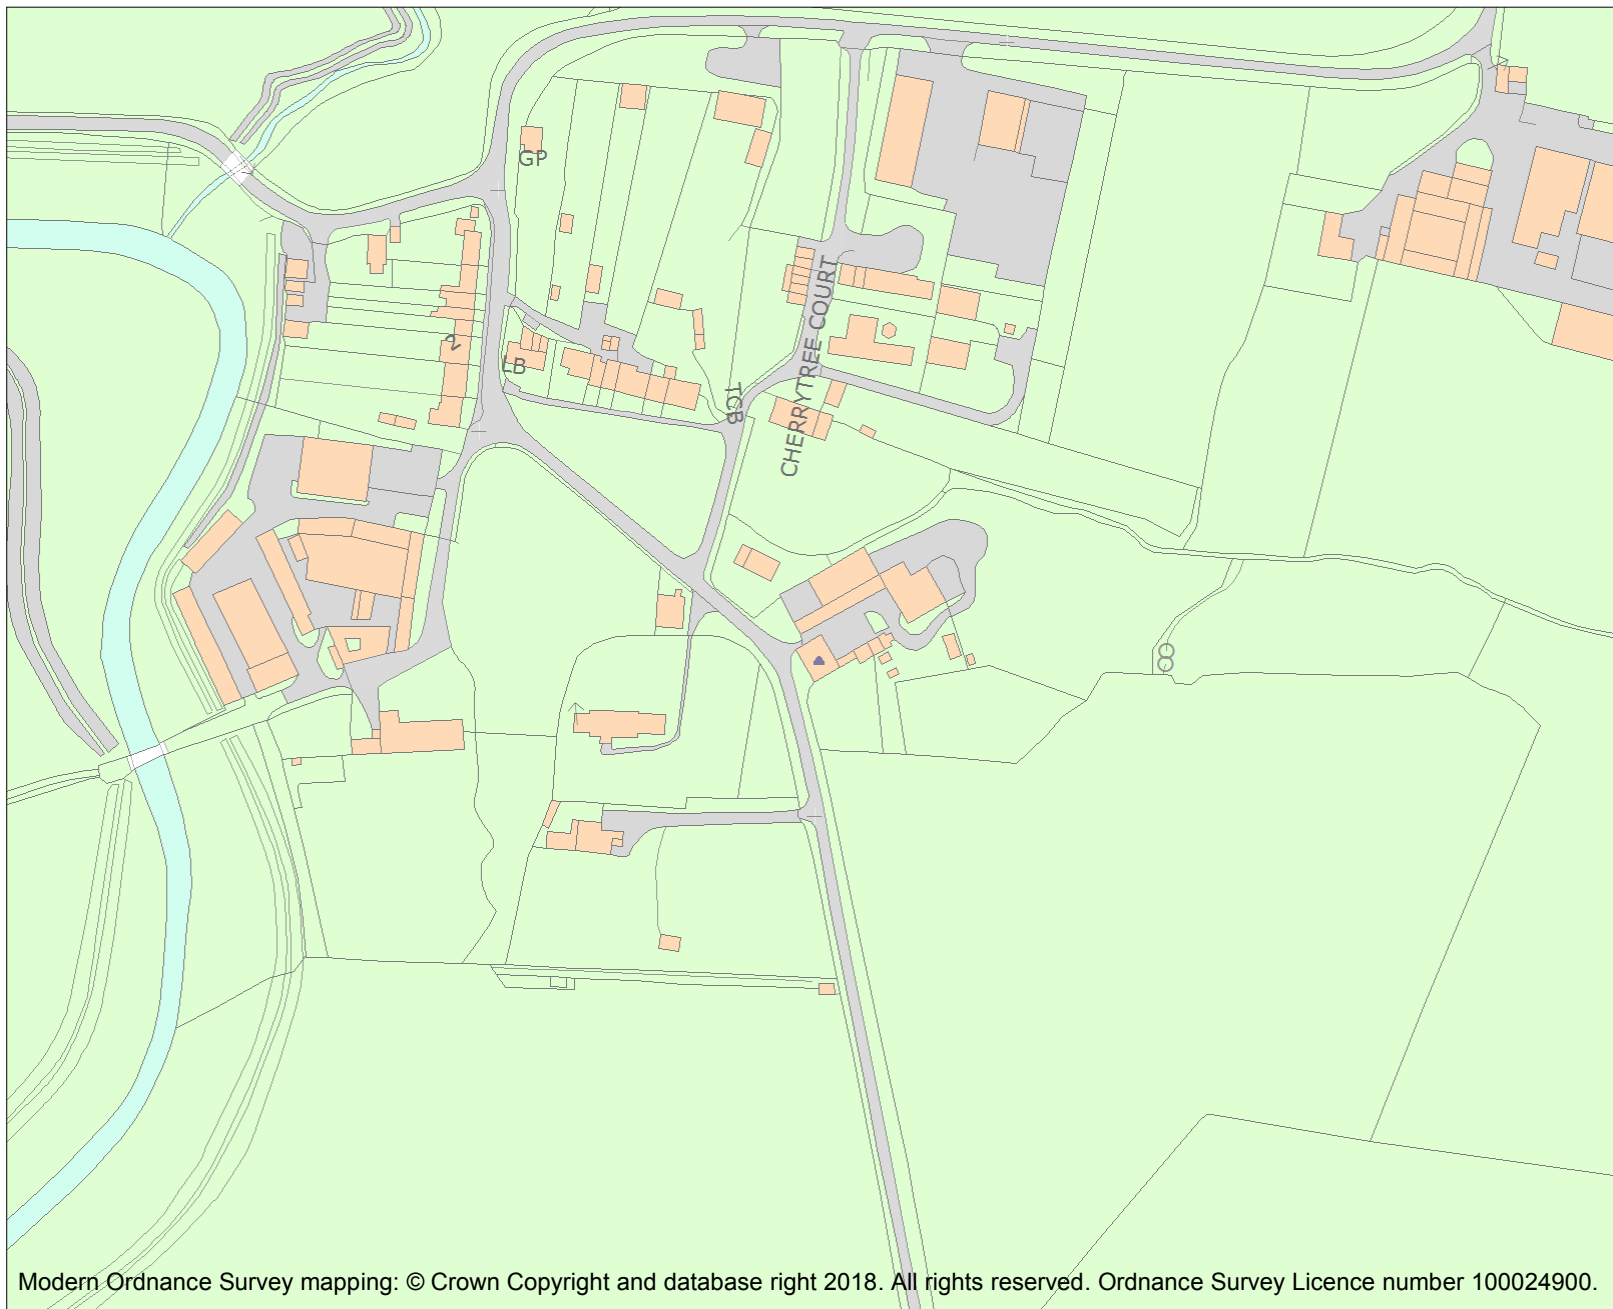 GP
2
LB
TCB
CHERRYTREE COURT
Modern Ordnance Survey mapping: © Crown Copyright and database right 2018. All rights reserved. Ordnance Survey Licence number 100024900.